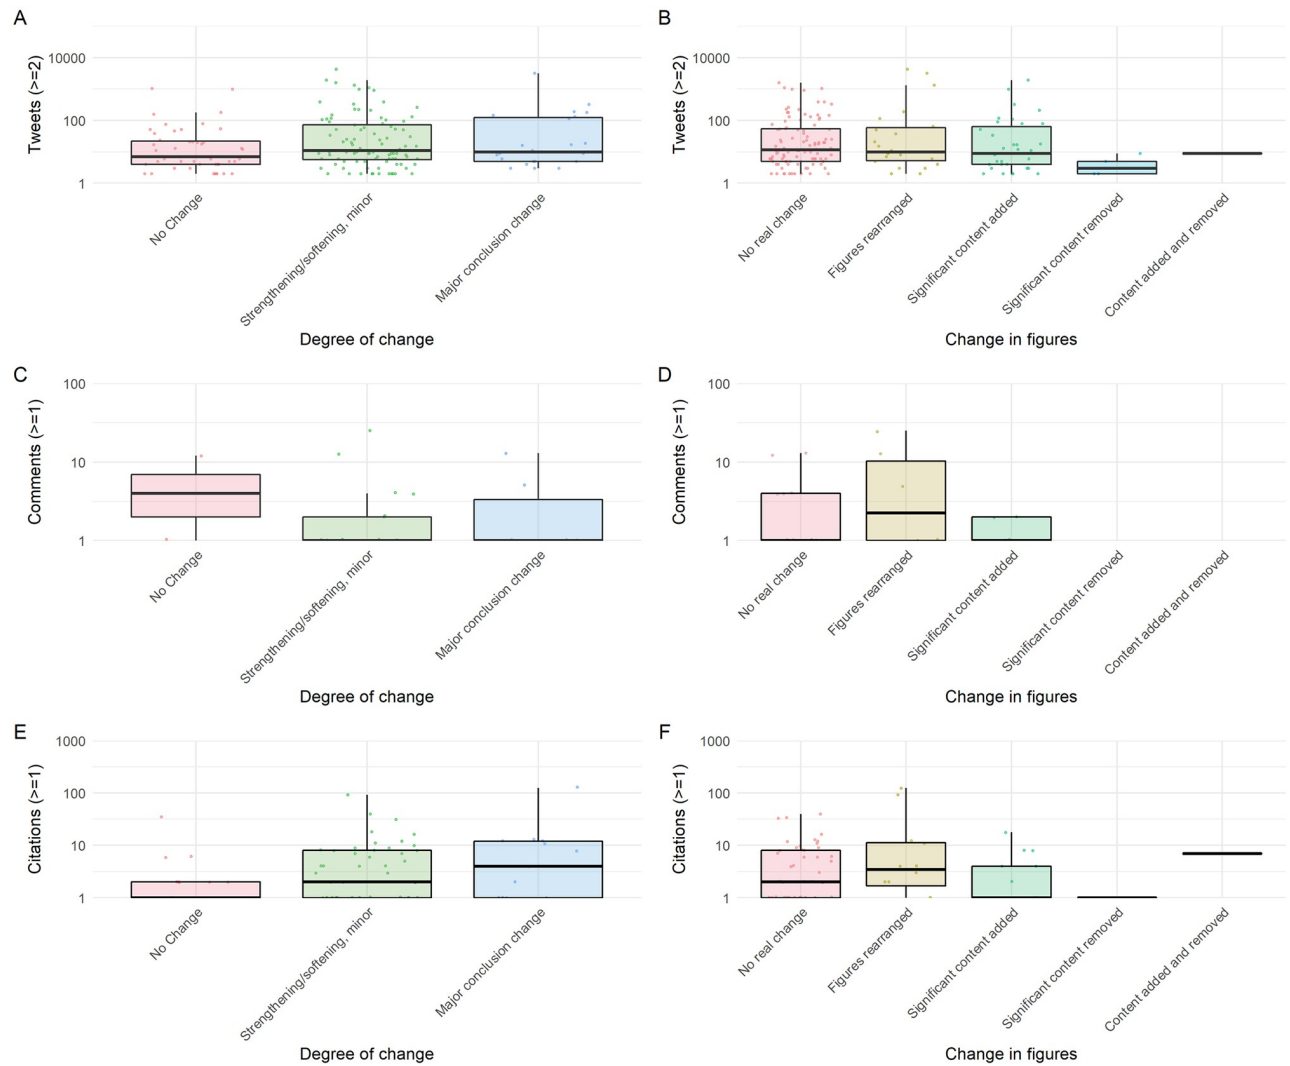 A
Tweets (>=2)
10000
100
1
No Change
Strengthening/softening, minor
Major conclusion change
Degree of change
B
Tweets (>=2)
10000
100
1
No real change
Figures rearranged
Significant content added
Significant content removed
Content added and removed
Change in figures
C
Comments (>=1)
100
10
1
No Change
Strengthening/softening, minor
Major conclusion change
Degree of change
D
Comments (>=1)
100
10
1
No real change
Figures rearranged
Significant content added
Significant content removed
Content added and removed
Change in figures
E
Citations (>=1)
1000
100
10
1
No Change
Strengthening/softening, minor
Major conclusion change
Degree of change
F
Citations (>=1)
1000
100
10
1
No real change
Figures rearranged
Significant content added
Significant content removed
Content added and removed
Change in figures